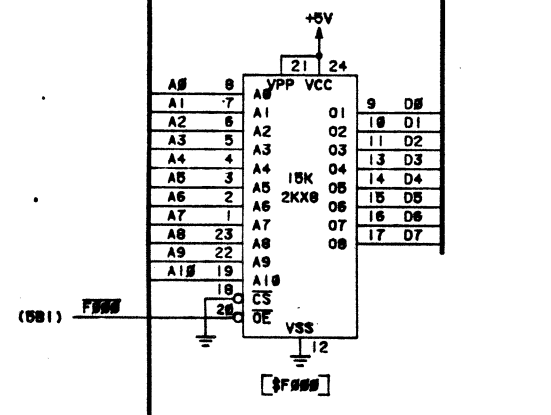 +5V
21 24
VPP VCC
A0 8 A0
A1 7 A1
A2 6 A2
A3 5 A3
A4 4 A4
A5 3 A5
A6 2 A6
A7 1 A7
A8 23 A8
A9 22 A9
A10 19 A10
18 CS
(5B1) F000 20 OE
15K
2KX8
O1 9 D0
O2 10 D1
O3 11 D2
O4 13 D3
O5 14 D4
O6 15 D5
O7 16 D6
O8 17 D7
VSS
12
[$F000]